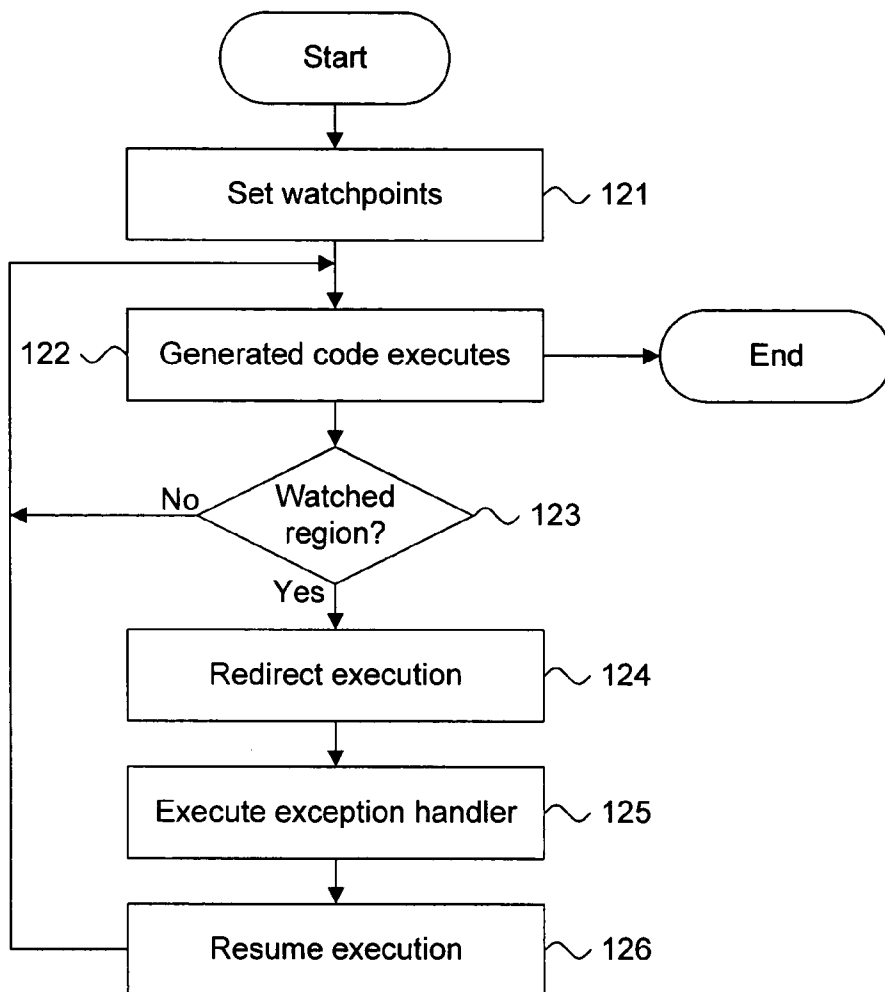 Start
Set watchpoints
121
122
Generated code executes
End
No
Watched
region?
123
Yes
Redirect execution
124
Execute exception handler
125
Resume execution
126